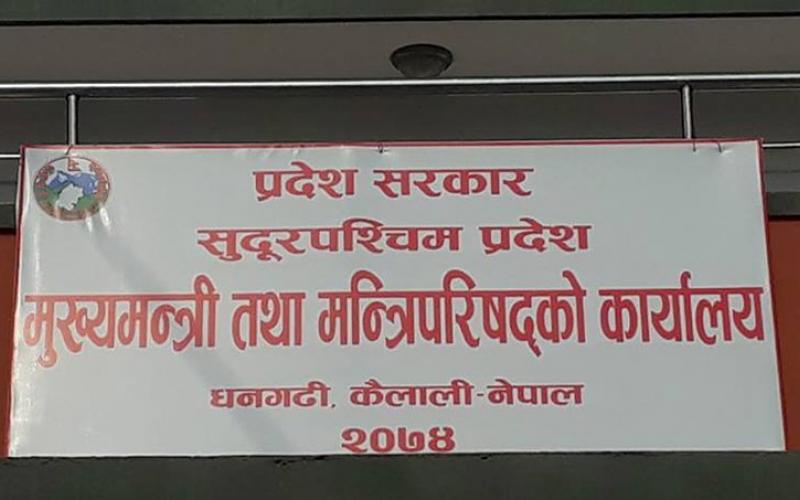 प्रदेश सरकार
सुदूरपश्चिम प्रदेश
मुख्यमन्त्री तथा मन्त्रिपरिषद्को कार्यालय
धनगढी, कैलाली-नेपाल
२०७४